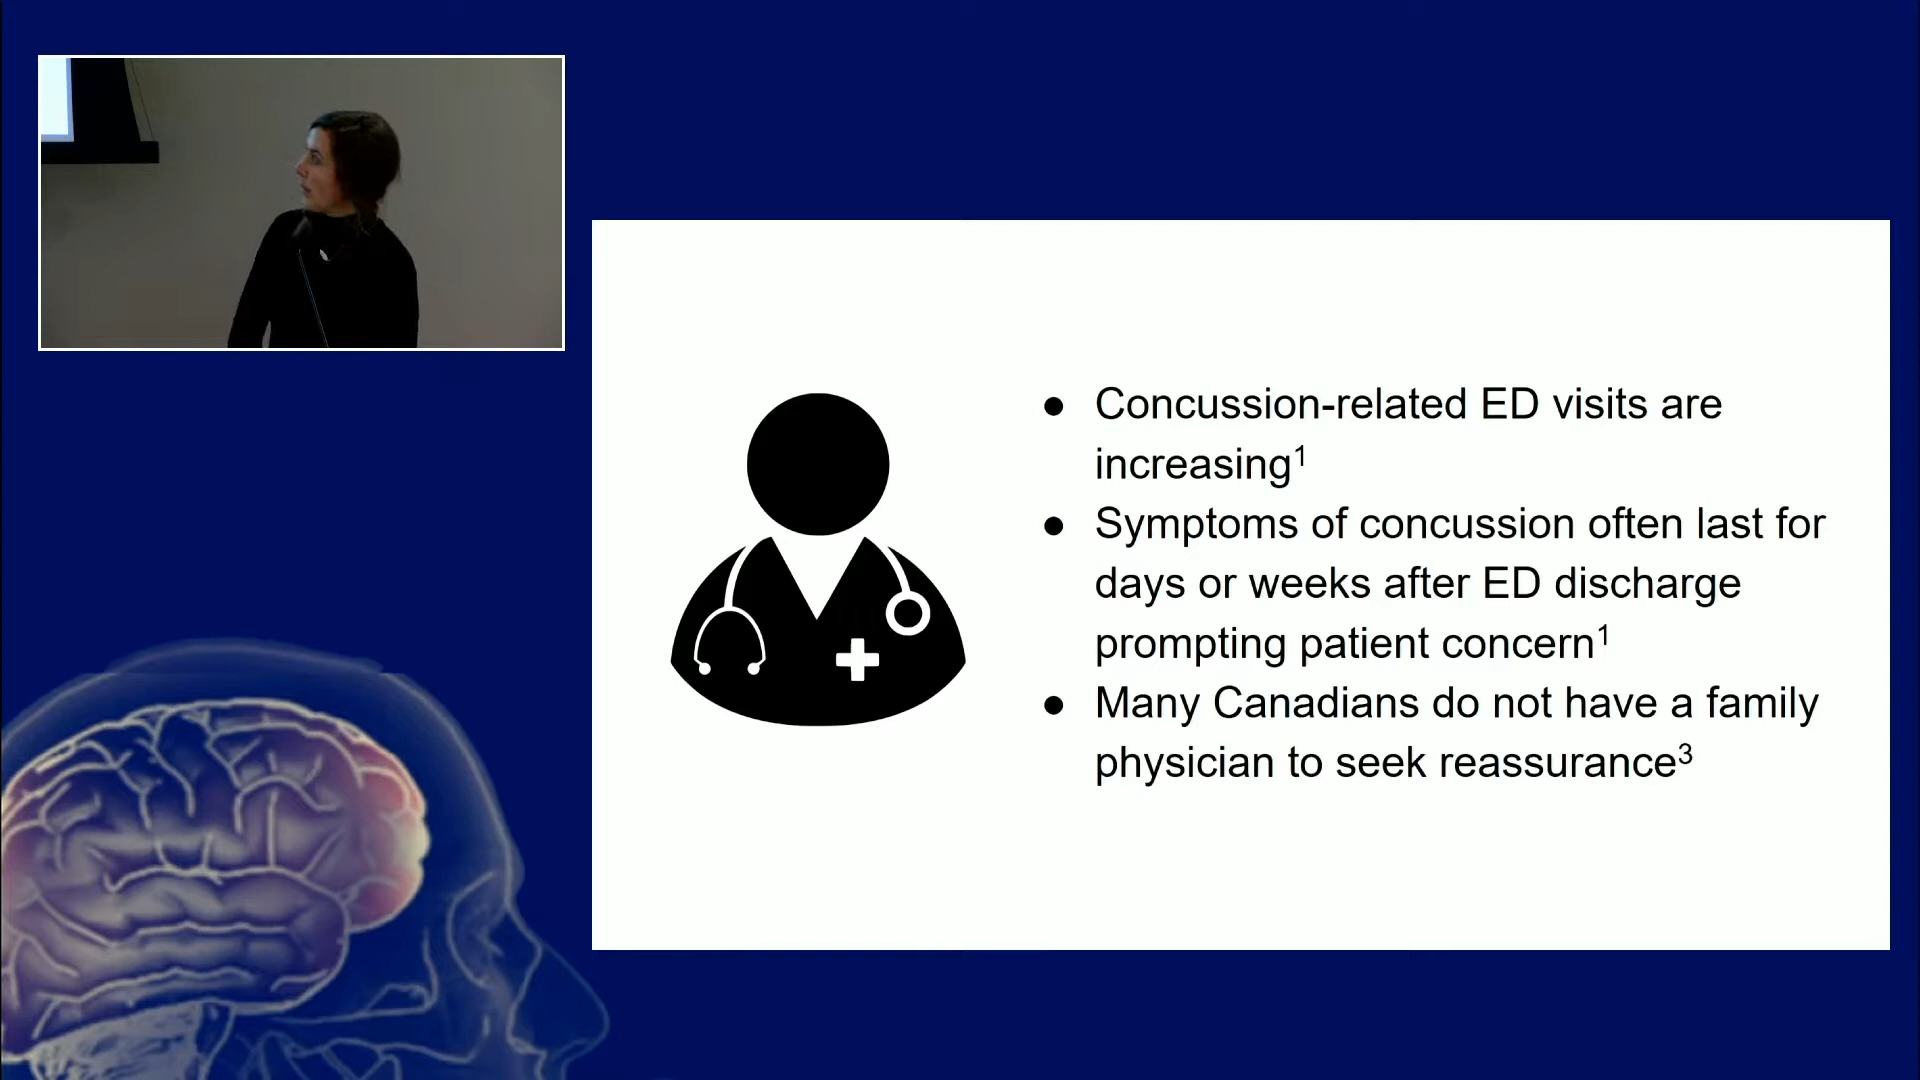 ● Concussion-related ED visits are
increasing¹
● Symptoms of concussion often last for
days or weeks after ED discharge
prompting patient concern¹
● Many Canadians do not have a family
physician to seek reassurance³